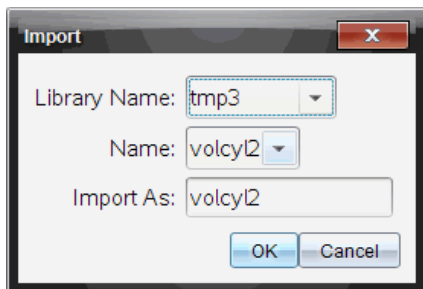 Import
Library Name: tmp3
Name: volcyl2
Import As: volcyl2
OK Cancel